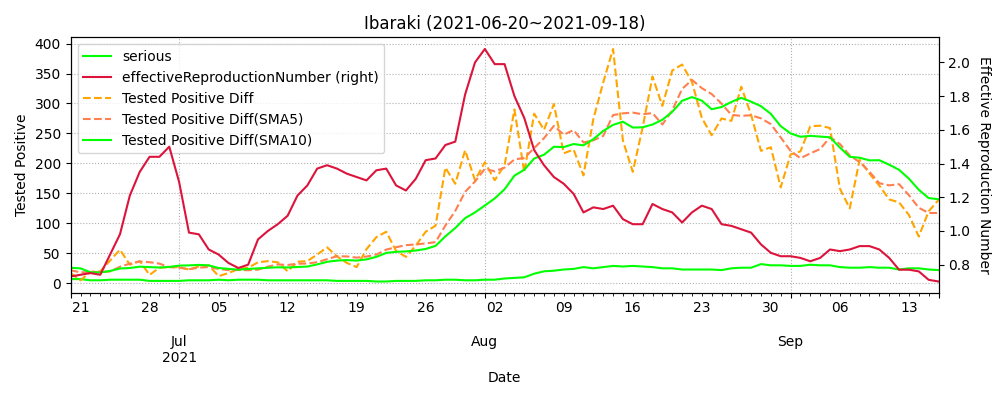 Ibaraki (2021-06-20~2021-09-18)
serious
effectiveReproductionNumber (right)
Tested Positive Diff
Tested Positive Diff(SMA5)
Tested Positive Diff(SMA10)
Tested Positive
400
350
300
250
200
150
100
50
0
2.0
1.8
1.6
1.4
1.2
1.0
0.8
Effective Reproduction Number
21 28 05 12 19 26 02 09 16 23 30 06 13
Jul Aug Sep
2021
Date